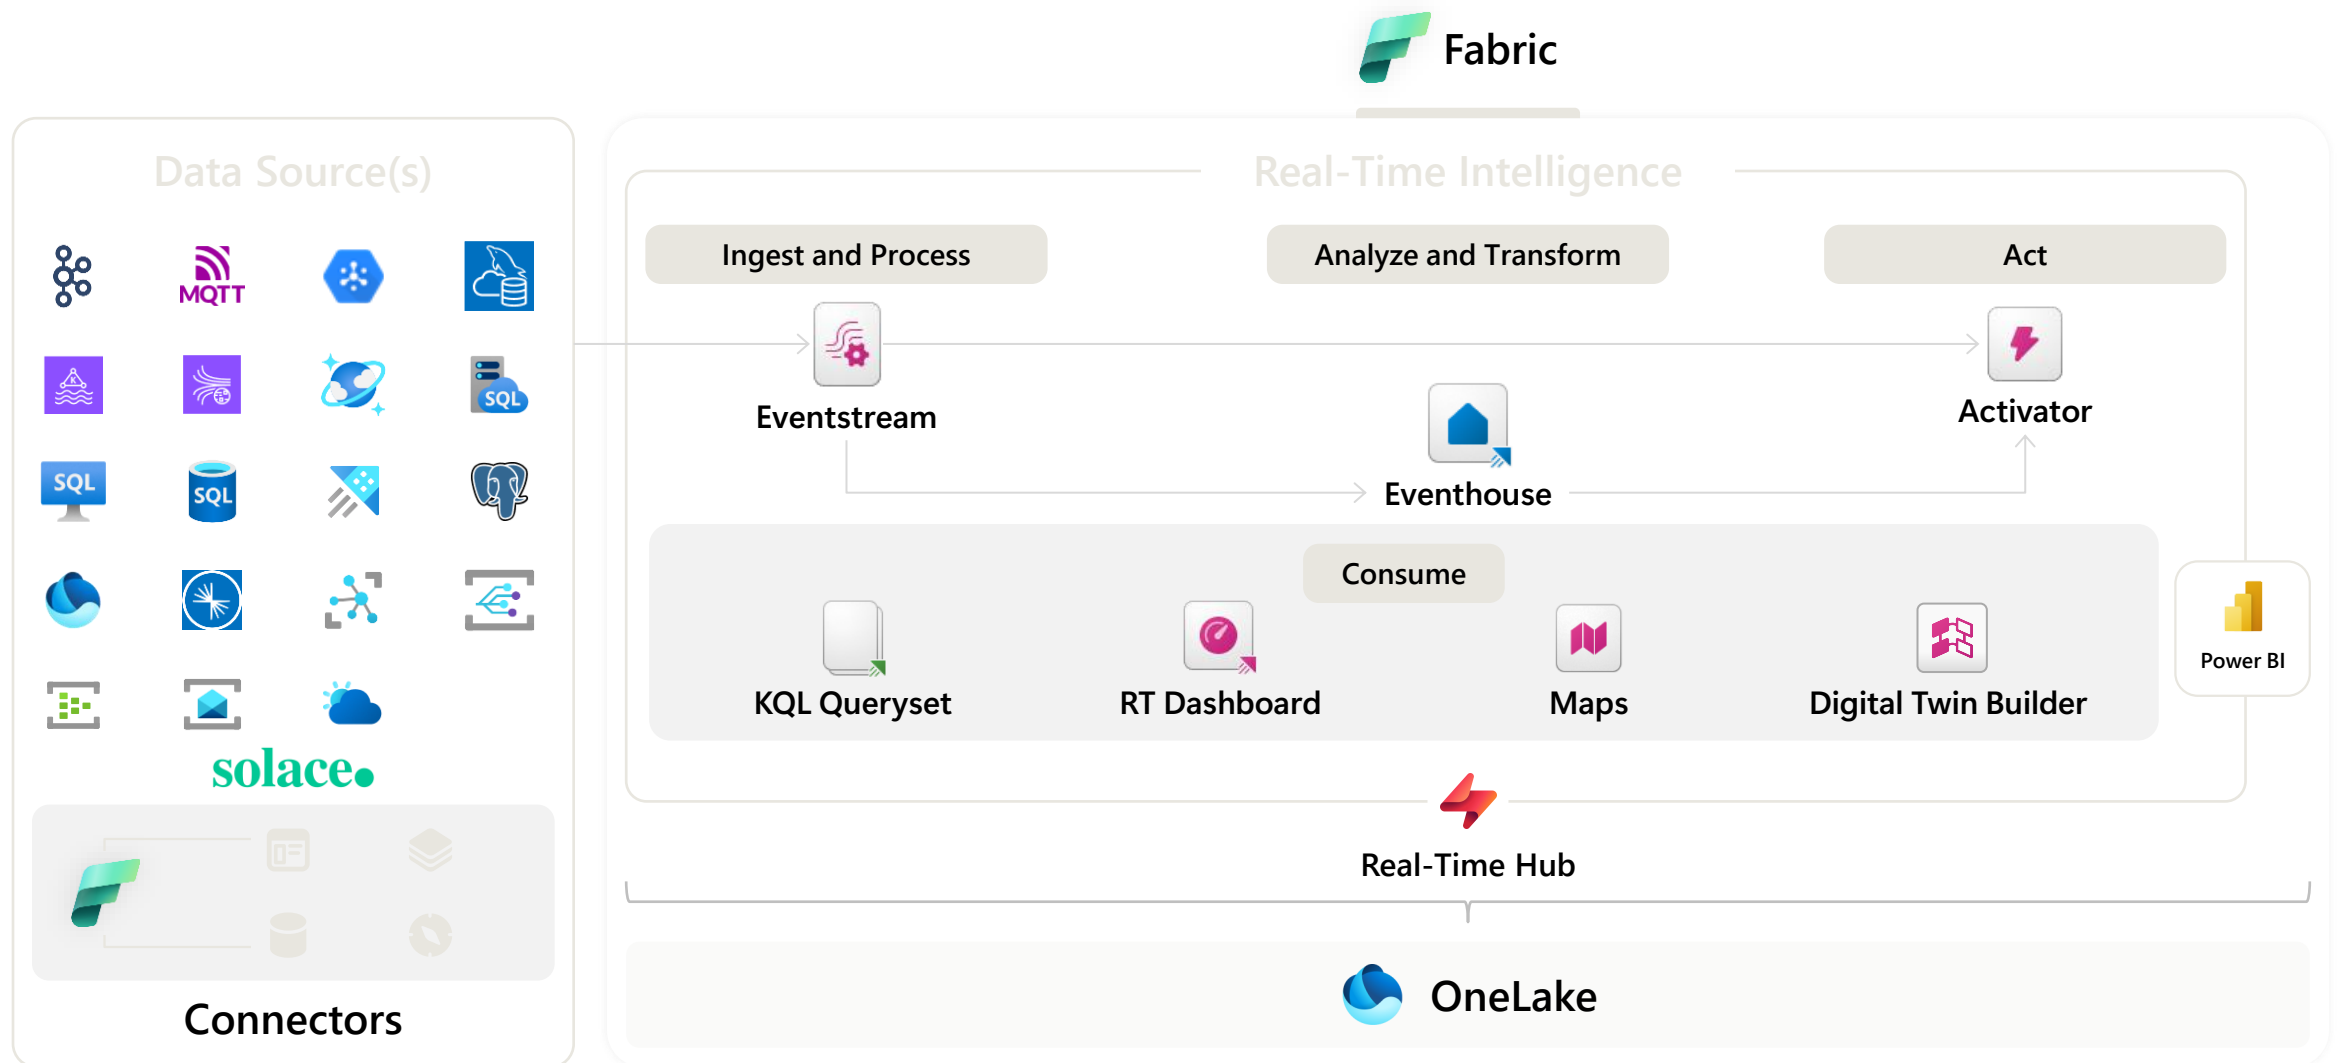 Fabric
Data Source(s)
Real-Time Intelligence
Ingest and Process
Analyze and Transform
Act
MQTT
K
SQL
Eventstream
Activator
SQL
SQL
Eventhouse
Consume
Power BI
KQL Queryset
RT Dashboard
Maps
Digital Twin Builder
solace
Real-Time Hub
OneLake
Connectors